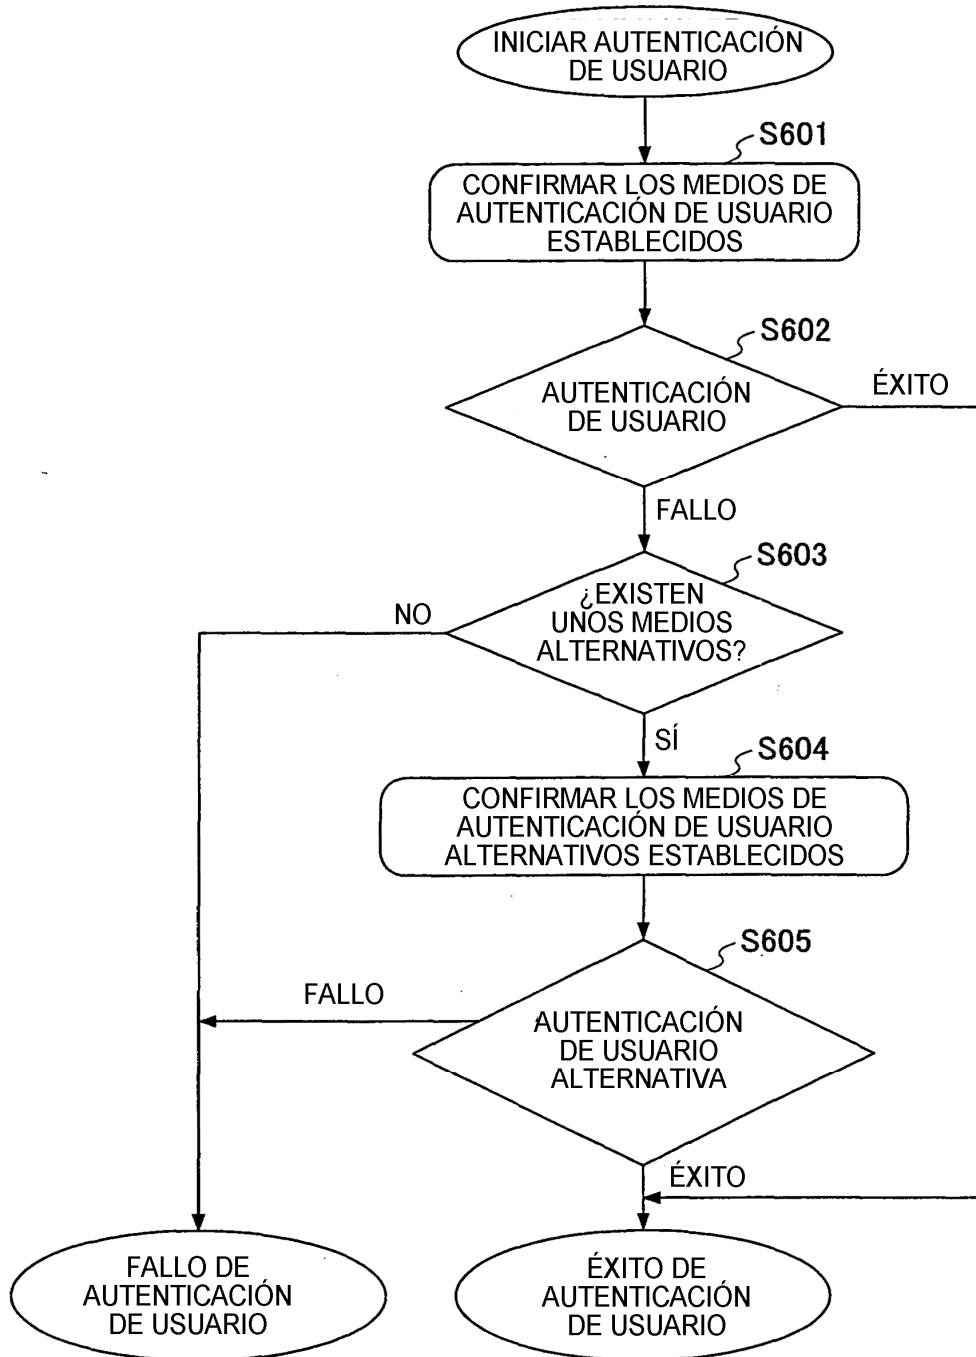 INICIAR AUTENTICACIÓN
DE USUARIO
S601
CONFIRMAR LOS MEDIOS DE
AUTENTICACIÓN DE USUARIO
ESTABLECIDOS
S602
AUTENTICACIÓN
DE USUARIO
ÉXITO
FALLO
S603
¿EXISTEN
UNOS MEDIOS
ALTERNATIVOS?
NO
SÍ
S604
CONFIRMAR LOS MEDIOS DE
AUTENTICACIÓN DE USUARIO
ALTERNATIVOS ESTABLECIDOS
S605
FALLO
AUTENTICACIÓN
DE USUARIO
ALTERNATIVA
ÉXITO
FALLO DE
AUTENTICACIÓN
DE USUARIO
ÉXITO DE
AUTENTICACIÓN
DE USUARIO